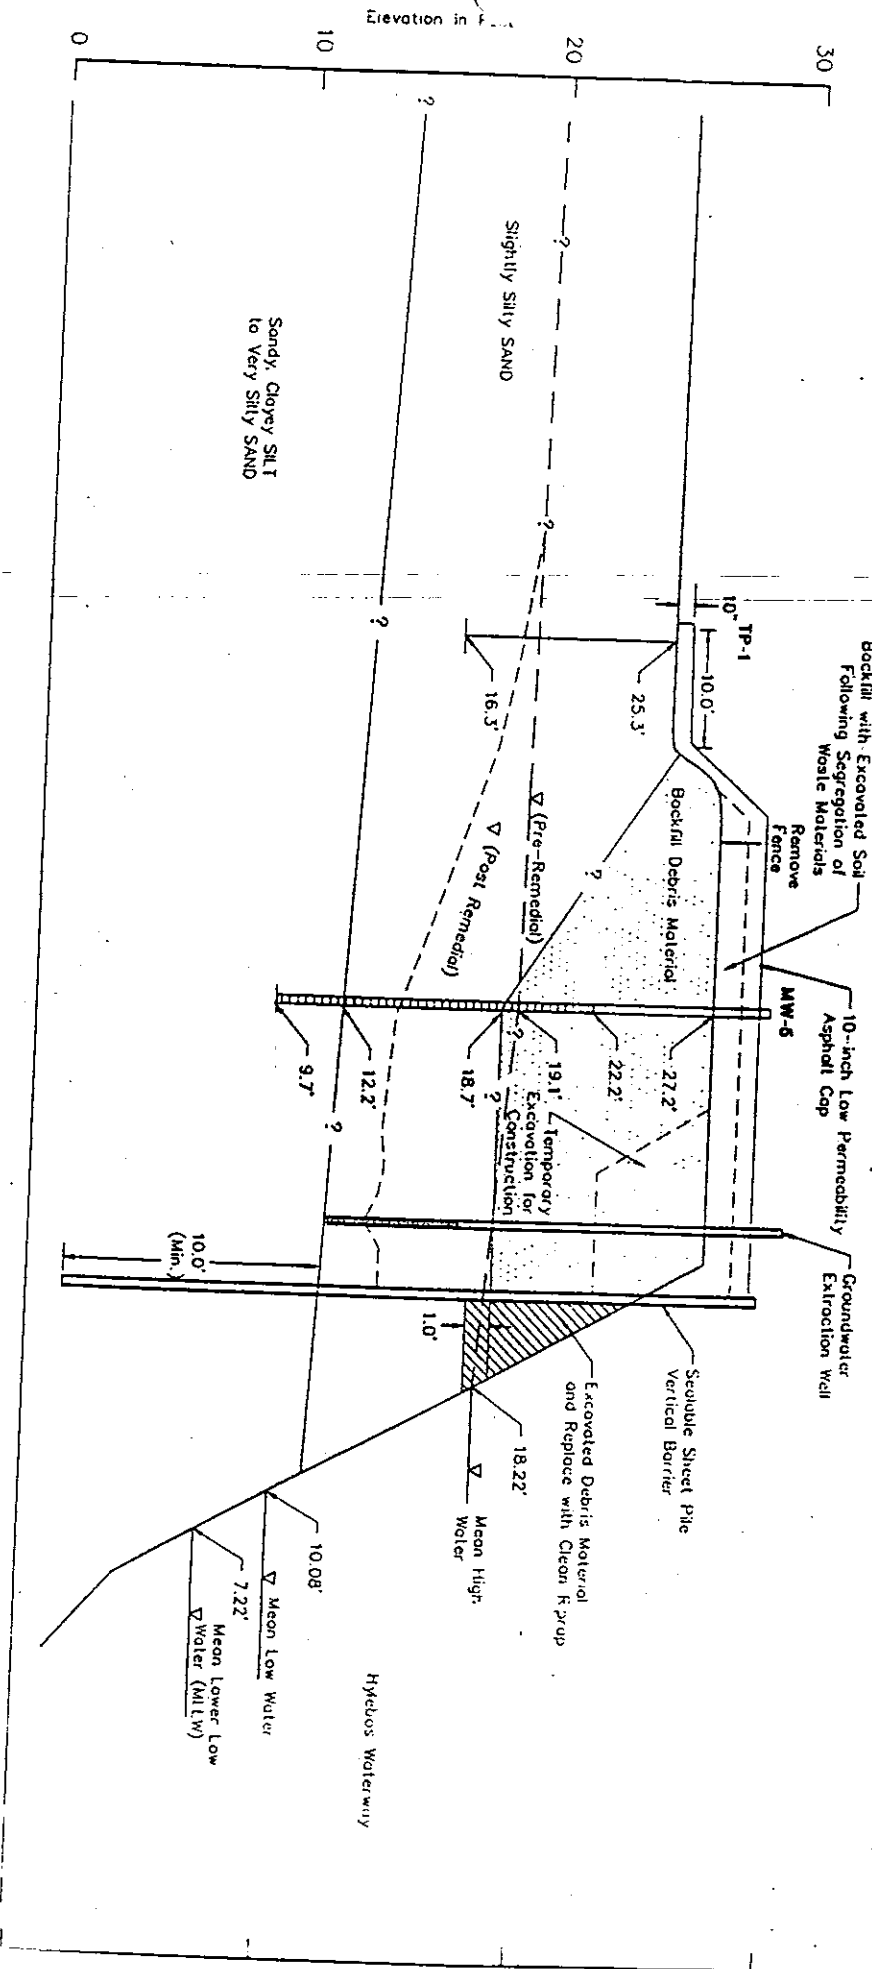 Elevation in
0
10
20
30
Backfill with Excavated Soil
Following Segregation of
Waste Materials
10-inch Low Permeability
Asphalt Cap
Groundwater
Extraction Well
Sealable Sheet Pile
Vertical Barrier
Excavated Debris Material
and Replace with Clean Riprap
Remove
Fence
MW-6
TP-1
10"
10.0'
25.3'
16.3'
Backfill Debris Material
27.2'
22.2'
19.1'
18.7'
12.2'
9.7'
Temporary
Excavation for
Construction
▽ (Pre-Remedial)
▽ (Post Remedial)
?
?
?
?
?
?
?
?
?
Slightly Silty SAND
Sandy, Clayey SILT
to Very Silty SAND
10.0'
(Min.)
1.0'
18.22'
▽ Mean High
Water
10.08'
▽ Mean Low Water
7.22'
▽ Mean Lower Low
Water (MLLW)
Hylebos Waterway